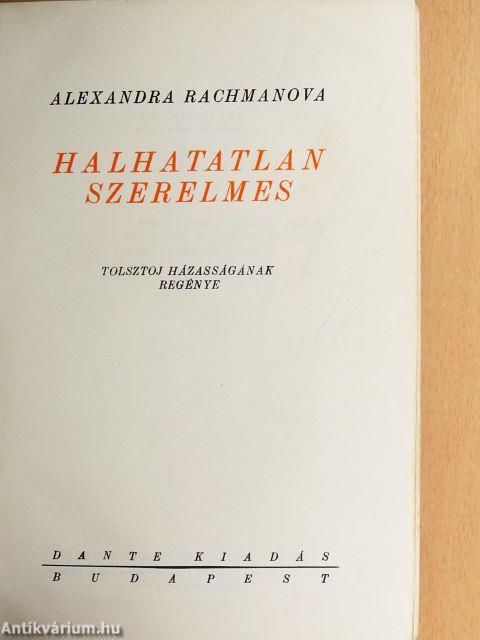 ALEXANDRA RACHMANOVA
HALHATATLAN
SZERELMES
TOLSZTOJ HÁZASSÁGÁNAK
REGÉNYE
DANTE KIADÁS
BUDAPEST
Antikvárium.hu